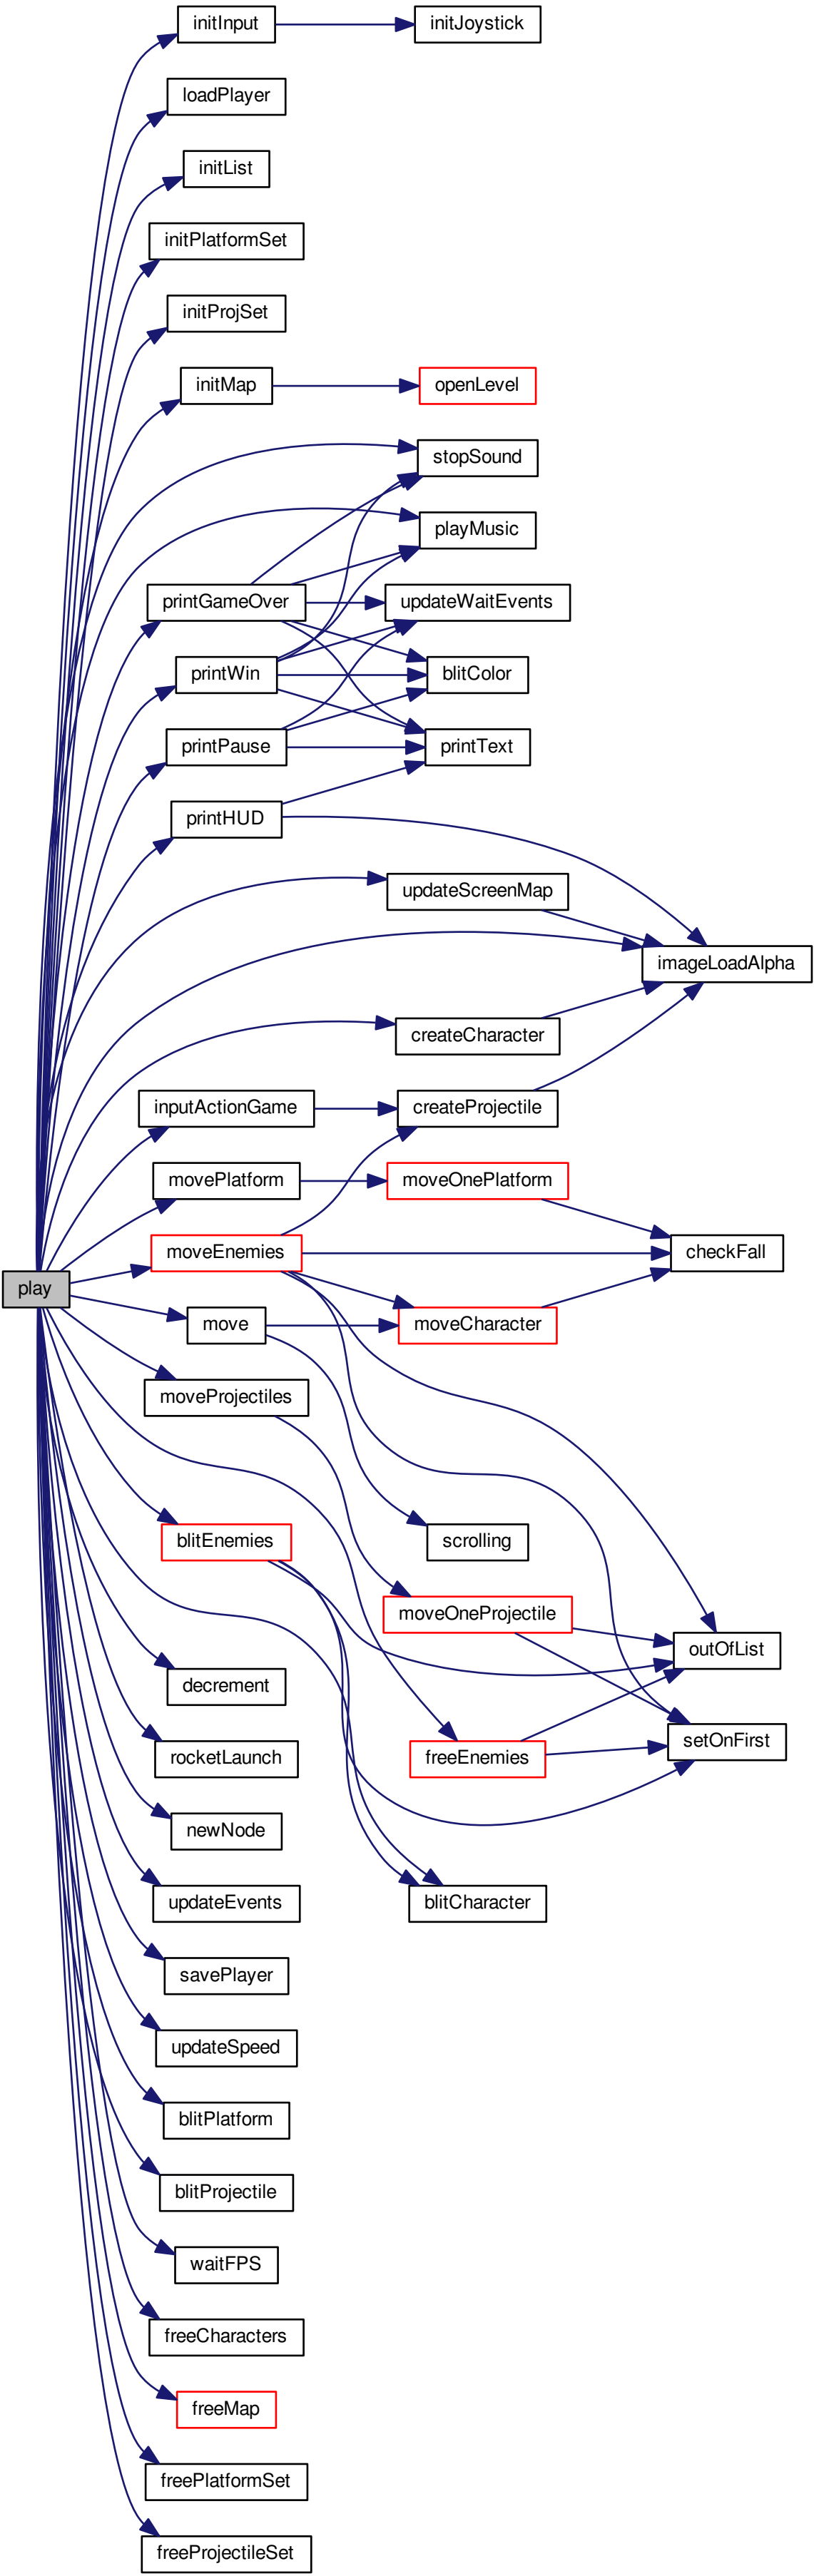 initInput
initJoystick
loadPlayer
initList
initPlatformSet
initProjSet
initMap
openLevel
stopSound
playMusic
printGameOver
updateWaitEvents
printWin
blitColor
printPause
printText
printHUD
updateScreenMap
imageLoadAlpha
createCharacter
inputActionGame
createProjectile
movePlatform
moveOnePlatform
moveEnemies
checkFall
play
move
moveCharacter
moveProjectiles
blitEnemies
scrolling
moveOneProjectile
outOfList
decrement
setOnFirst
rocketLaunch
freeEnemies
newNode
updateEvents
blitCharacter
savePlayer
updateSpeed
blitPlatform
blitProjectile
waitFPS
freeCharacters
freeMap
freePlatformSet
freeProjectileSet